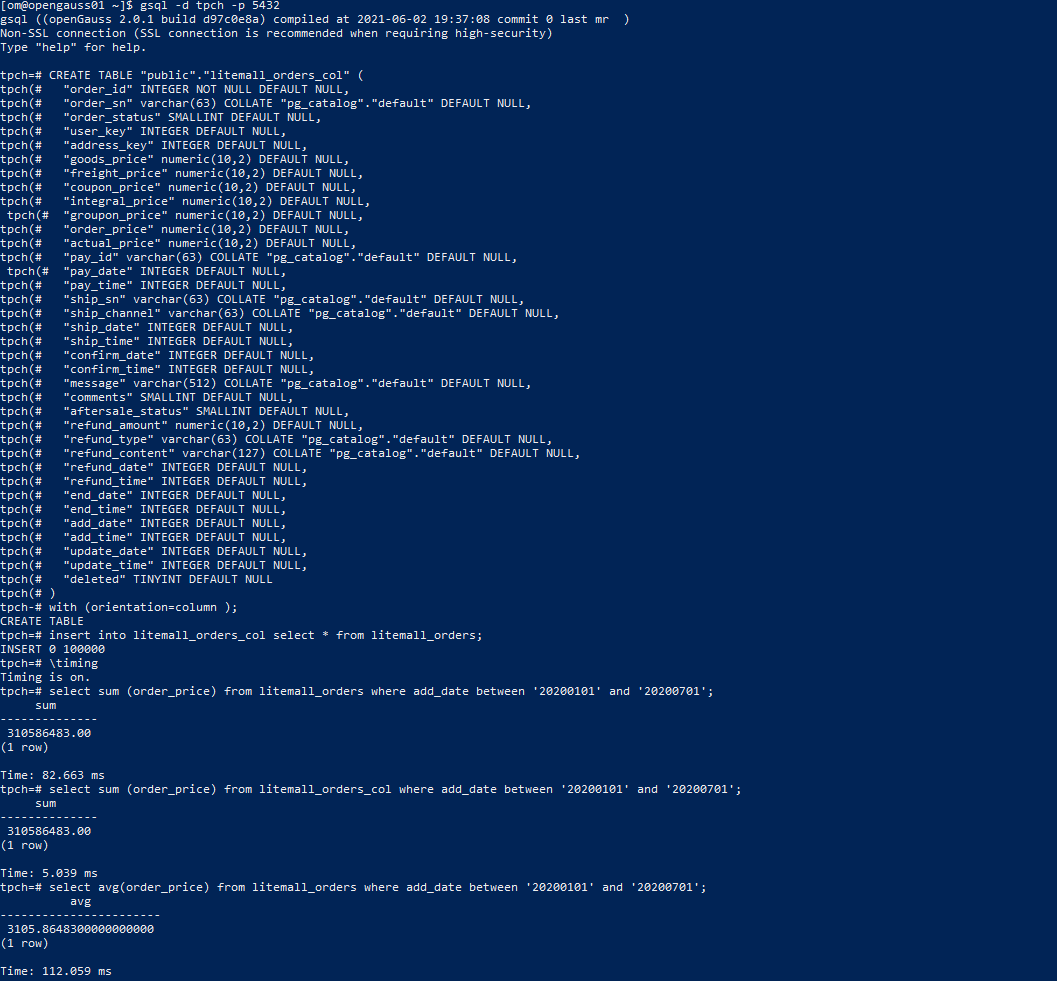 [om@opengauss01 ~]$ gsql -d tpch -p 5432
gsql ((openGauss 2.0.1 build d97c0e8a) compiled at 2021-06-02 19:37:08 commit 0 last mr  )
Non-SSL connection (SSL connection is recommended when requiring high-security)
Type "help" for help.

tpch=# CREATE TABLE "public"."litemall_orders_col" (
tpch(#   "order_id" INTEGER NOT NULL DEFAULT NULL,
tpch(#   "order_sn" varchar(63) COLLATE "pg_catalog"."default" DEFAULT NULL,
tpch(#   "order_status" SMALLINT DEFAULT NULL,
tpch(#   "user_key" INTEGER DEFAULT NULL,
tpch(#   "address_key" INTEGER DEFAULT NULL,
tpch(#   "goods_price" numeric(10,2) DEFAULT NULL,
tpch(#   "freight_price" numeric(10,2) DEFAULT NULL,
tpch(#   "coupon_price" numeric(10,2) DEFAULT NULL,
tpch(#   "integral_price" numeric(10,2) DEFAULT NULL,
 tpch(#  "groupon_price" numeric(10,2) DEFAULT NULL,
tpch(#   "order_price" numeric(10,2) DEFAULT NULL,
tpch(#   "actual_price" numeric(10,2) DEFAULT NULL,
tpch(#   "pay_id" varchar(63) COLLATE "pg_catalog"."default" DEFAULT NULL,
 tpch(#  "pay_date" INTEGER DEFAULT NULL,
tpch(#   "pay_time" INTEGER DEFAULT NULL,
tpch(#   "ship_sn" varchar(63) COLLATE "pg_catalog"."default" DEFAULT NULL,
tpch(#   "ship_channel" varchar(63) COLLATE "pg_catalog"."default" DEFAULT NULL,
tpch(#   "ship_date" INTEGER DEFAULT NULL,
tpch(#   "ship_time" INTEGER DEFAULT NULL,
tpch(#   "confirm_date" INTEGER DEFAULT NULL,
tpch(#   "confirm_time" INTEGER DEFAULT NULL,
tpch(#   "message" varchar(512) COLLATE "pg_catalog"."default" DEFAULT NULL,
tpch(#   "comments" SMALLINT DEFAULT NULL,
tpch(#   "aftersale_status" SMALLINT DEFAULT NULL,
tpch(#   "refund_amount" numeric(10,2) DEFAULT NULL,
tpch(#   "refund_type" varchar(63) COLLATE "pg_catalog"."default" DEFAULT NULL,
tpch(#   "refund_content" varchar(127) COLLATE "pg_catalog"."default" DEFAULT NULL,
tpch(#   "refund_date" INTEGER DEFAULT NULL,
tpch(#   "refund_time" INTEGER DEFAULT NULL,
tpch(#   "end_date" INTEGER DEFAULT NULL,
tpch(#   "end_time" INTEGER DEFAULT NULL,
tpch(#   "add_date" INTEGER DEFAULT NULL,
tpch(#   "add_time" INTEGER DEFAULT NULL,
tpch(#   "update_date" INTEGER DEFAULT NULL,
tpch(#   "update_time" INTEGER DEFAULT NULL,
tpch(#   "deleted" TINYINT DEFAULT NULL
tpch(# )
tpch-# with (orientation=column );
CREATE TABLE
tpch=# insert into litemall_orders_col select * from litemall_orders;
INSERT 0 100000
tpch=# \timing
Timing is on.
tpch=# select sum (order_price) from litemall_orders where add_date between '20200101' and '20200701';
     sum
--------------
 310586483.00
(1 row)

Time: 82.663 ms
tpch=# select sum (order_price) from litemall_orders_col where add_date between '20200101' and '20200701';
     sum
--------------
 310586483.00
(1 row)

Time: 5.039 ms
tpch=# select avg(order_price) from litemall_orders where add_date between '20200101' and '20200701';
          avg
-----------------------
 3105.8648300000000000
(1 row)

Time: 112.059 ms